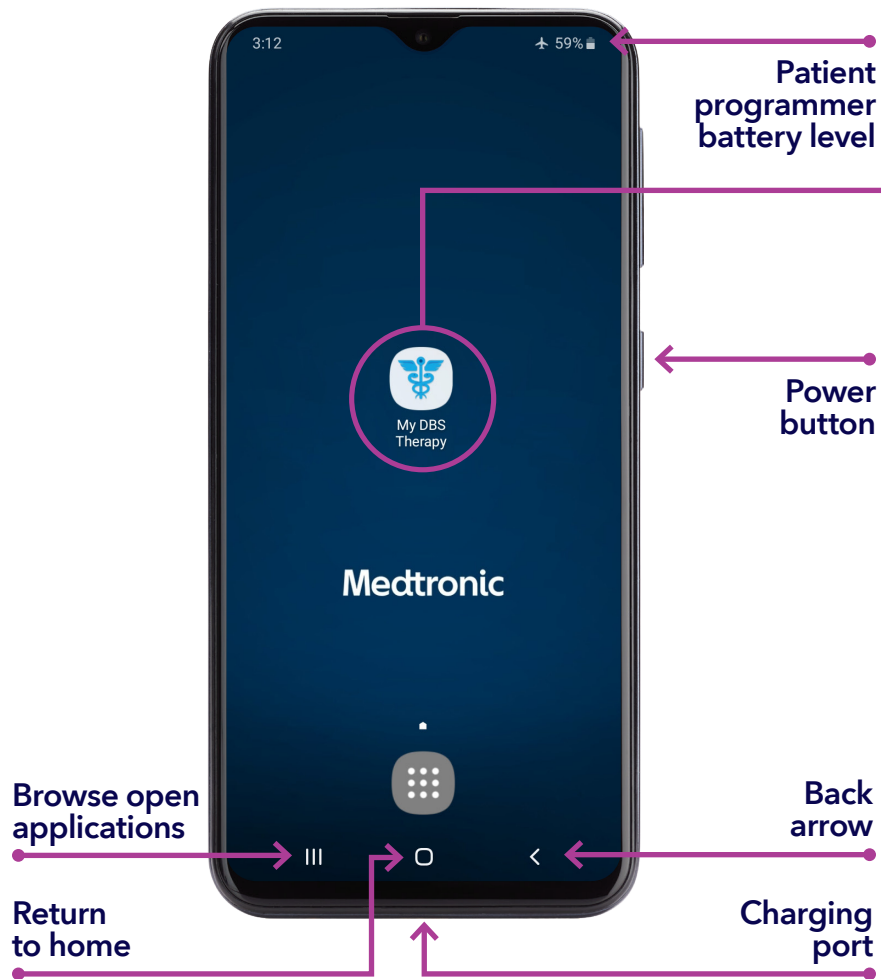 3:12
59%
Patient
programmer
battery level
My DBS
Therapy
Power
button
Medtronic
Browse open
applications
Back
arrow
Return
to home
Charging
port